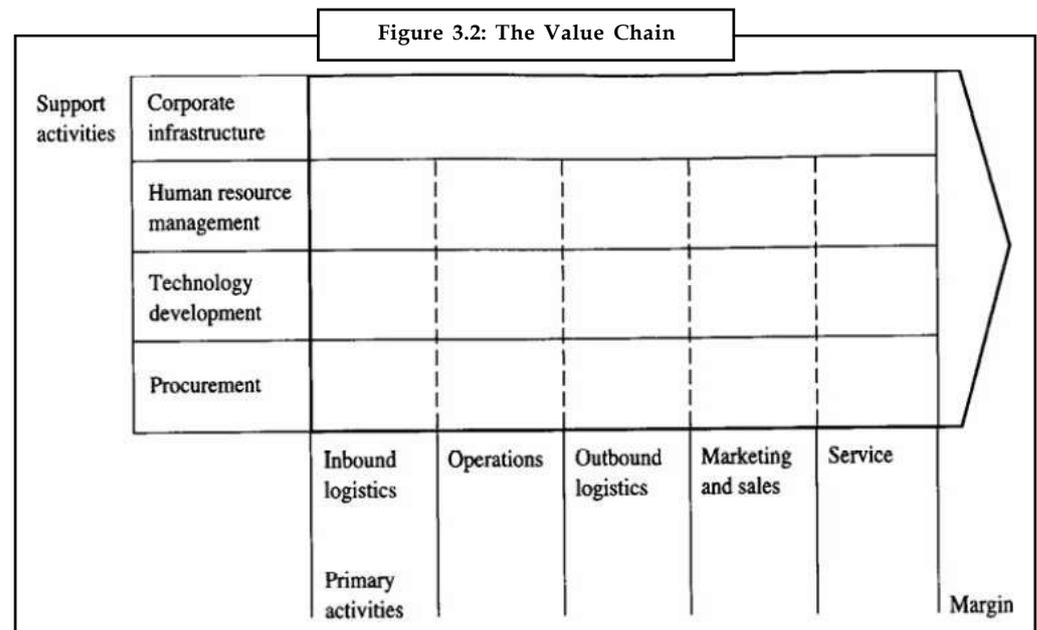 Figure 3.2: The Value Chain
Support
activities
Corporate
infrastructure
Human resource
management
Technology
development
Procurement
Inbound
logistics
Operations
Outbound
logistics
Marketing
and sales
Service
Primary
activities
Margin